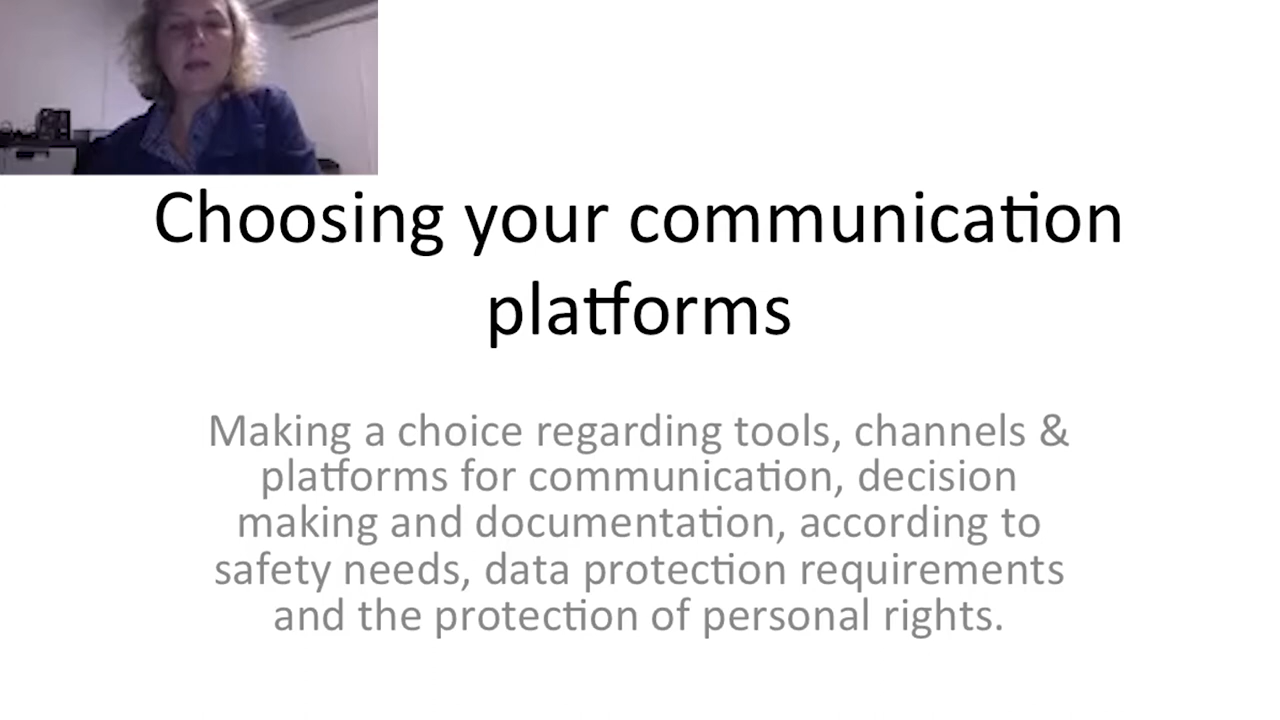 Choosing your communication
platforms
Making a choice regarding tools, channels &
platforms for communication, decision
making and documentation, according to
safety needs, data protection requirements
and the protection of personal rights.